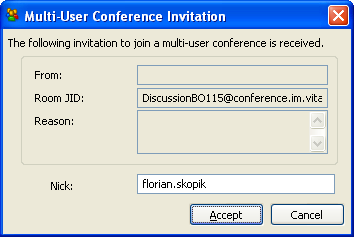 Multi-User Conference Invitation
The following invitation to join a multi-user conference is received.
From:
Room JID: DiscussionBO115@conference.im.vita
Reason:
Nick: florian.skopik
Accept Cancel